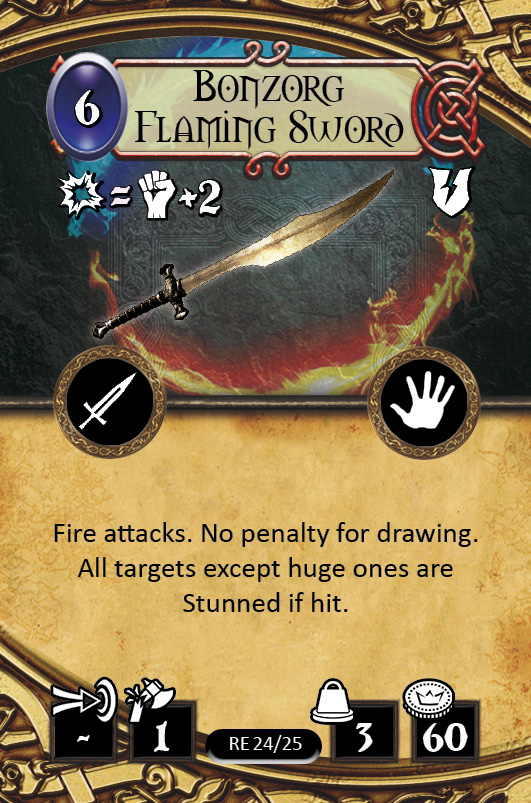 6
Bonzorg
Flaming Sword
= +2
Fire attacks. No penalty for drawing.
All targets except huge ones are
Stunned if hit.
- 1 RE 24/25 3 60